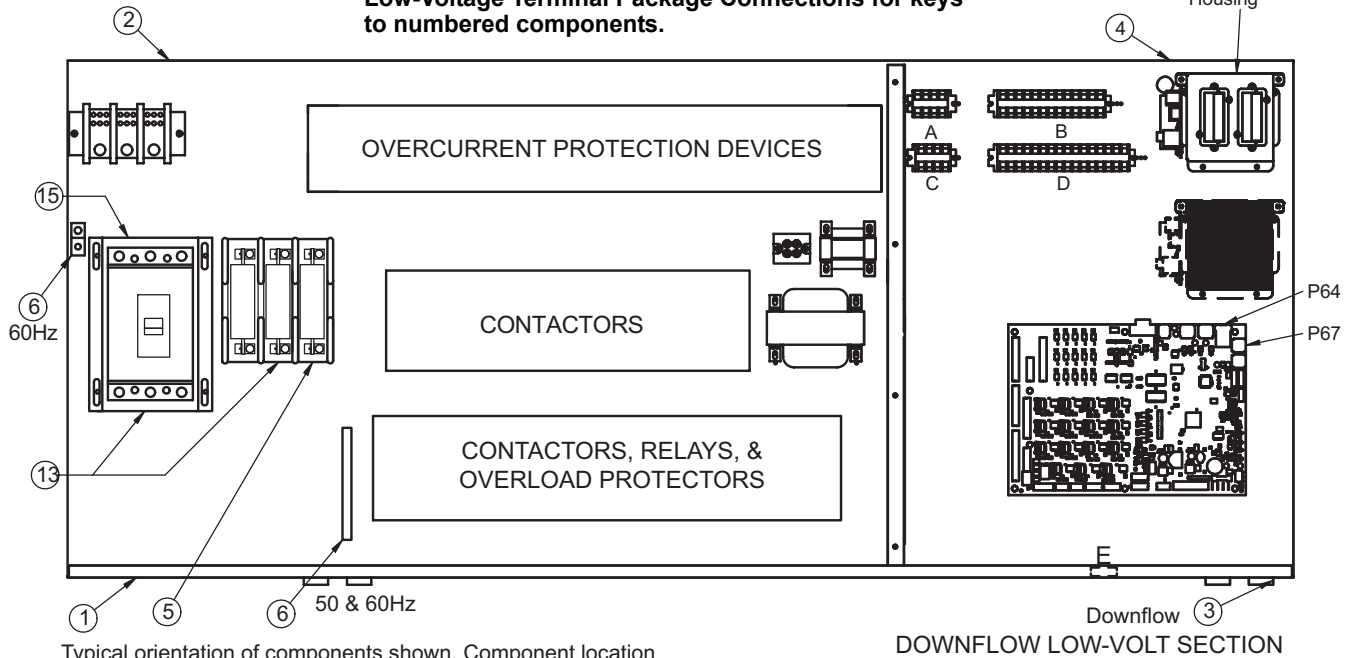 Low-Voltage Terminal Package Connections for keys
to numbered components.
Housing
2
4
OVERCURRENT PROTECTION DEVICES
A
B
C
D
15
6
60Hz
CONTACTORS
P64
P67
13
CONTACTORS, RELAYS, &
OVERLOAD PROTECTORS
E
1
5
6
50 & 60Hz
Downflow
3
DOWNFLOW LOW-VOLT SECTION
Typical orientation of components shown. Component location